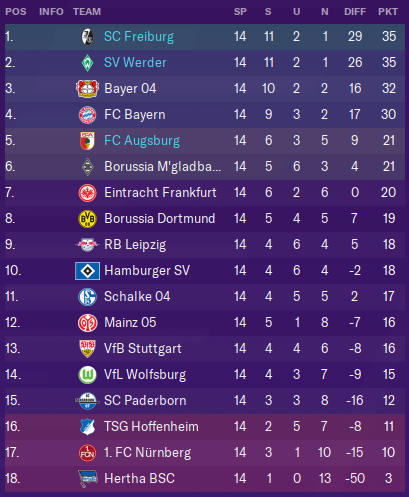 POS INFO TEAM SP S U N DIFF PKT
1. SC Freiburg 14 11 2 1 29 35
2. SV Werder 14 11 2 1 26 35
3. Bayer 04 14 10 2 2 16 32
4. FC Bayern 14 9 3 2 17 30
5. FC Augsburg 14 6 3 5 9 21
6. Borussia M'gladba... 14 5 6 3 4 21
7. Eintracht Frankfurt 14 6 2 6 0 20
8. Borussia Dortmund 14 5 4 5 7 19
9. RB Leipzig 14 4 6 4 5 18
10. Hamburger SV 14 4 6 4 -2 18
11. Schalke 04 14 4 5 5 2 17
12. Mainz 05 14 5 1 8 -7 16
13. VfB Stuttgart 14 4 4 6 -8 16
14. VfL Wolfsburg 14 4 3 7 -9 15
15. SC Paderborn 14 3 3 8 -16 12
16. TSG Hoffenheim 14 2 5 7 -8 11
17. 1. FC Nürnberg 14 3 1 10 -15 10
18. Hertha BSC 14 1 0 13 -50 3